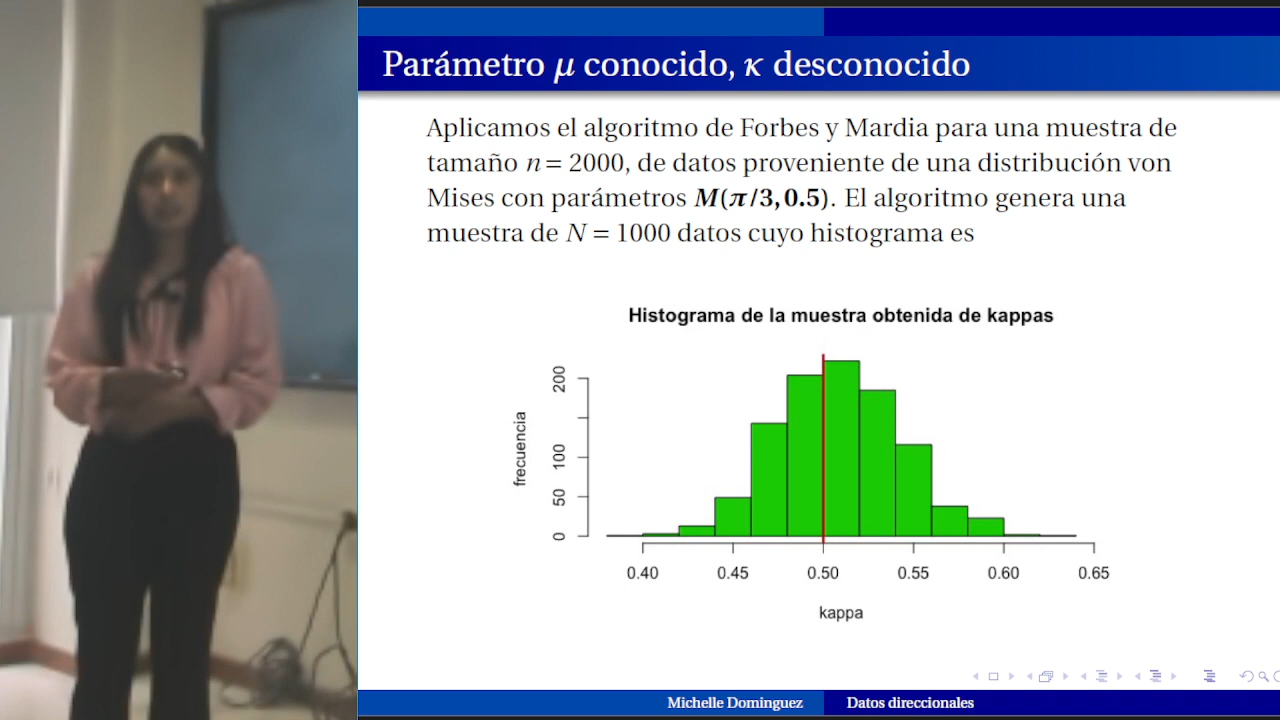 Parámetro μ conocido, κ desconocido
Aplicamos el algoritmo de Forbes y Mardia para una muestra de
tamaño n = 2000, de datos proveniente de una distribución von
Mises con parámetros M(π/3,0.5). El algoritmo genera una
muestra de N = 1000 datos cuyo histograma es
Histograma de la muestra obtenida de kappas
frecuencia
200
100
50
0
0.40 0.45 0.50 0.55 0.60 0.65
kappa
Michelle Dominguez Datos direccionales